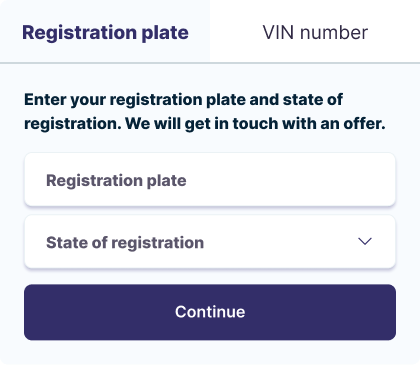 Registration plate
VIN number
Enter your registration plate and state of
registration. We will get in touch with an offer.
Registration plate
State of registration
Continue